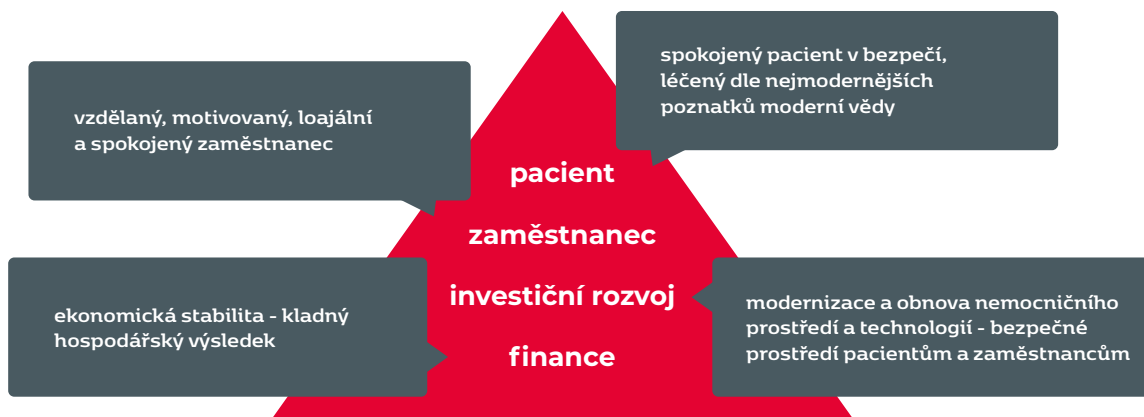 spokojený pacient v bezpečí,
léčený dle nejmodernějších
poznatků moderní vědy
vzdělaný, motivovaný, loajální
a spokojený zaměstnanec
pacient
zaměstnanec
investiční rozvoj
finance
ekonomická stabilita - kladný
hospodářský výsledek
modernizace a obnova nemocničního
prostředí a technologií - bezpečné
prostředí pacientům a zaměstnancům